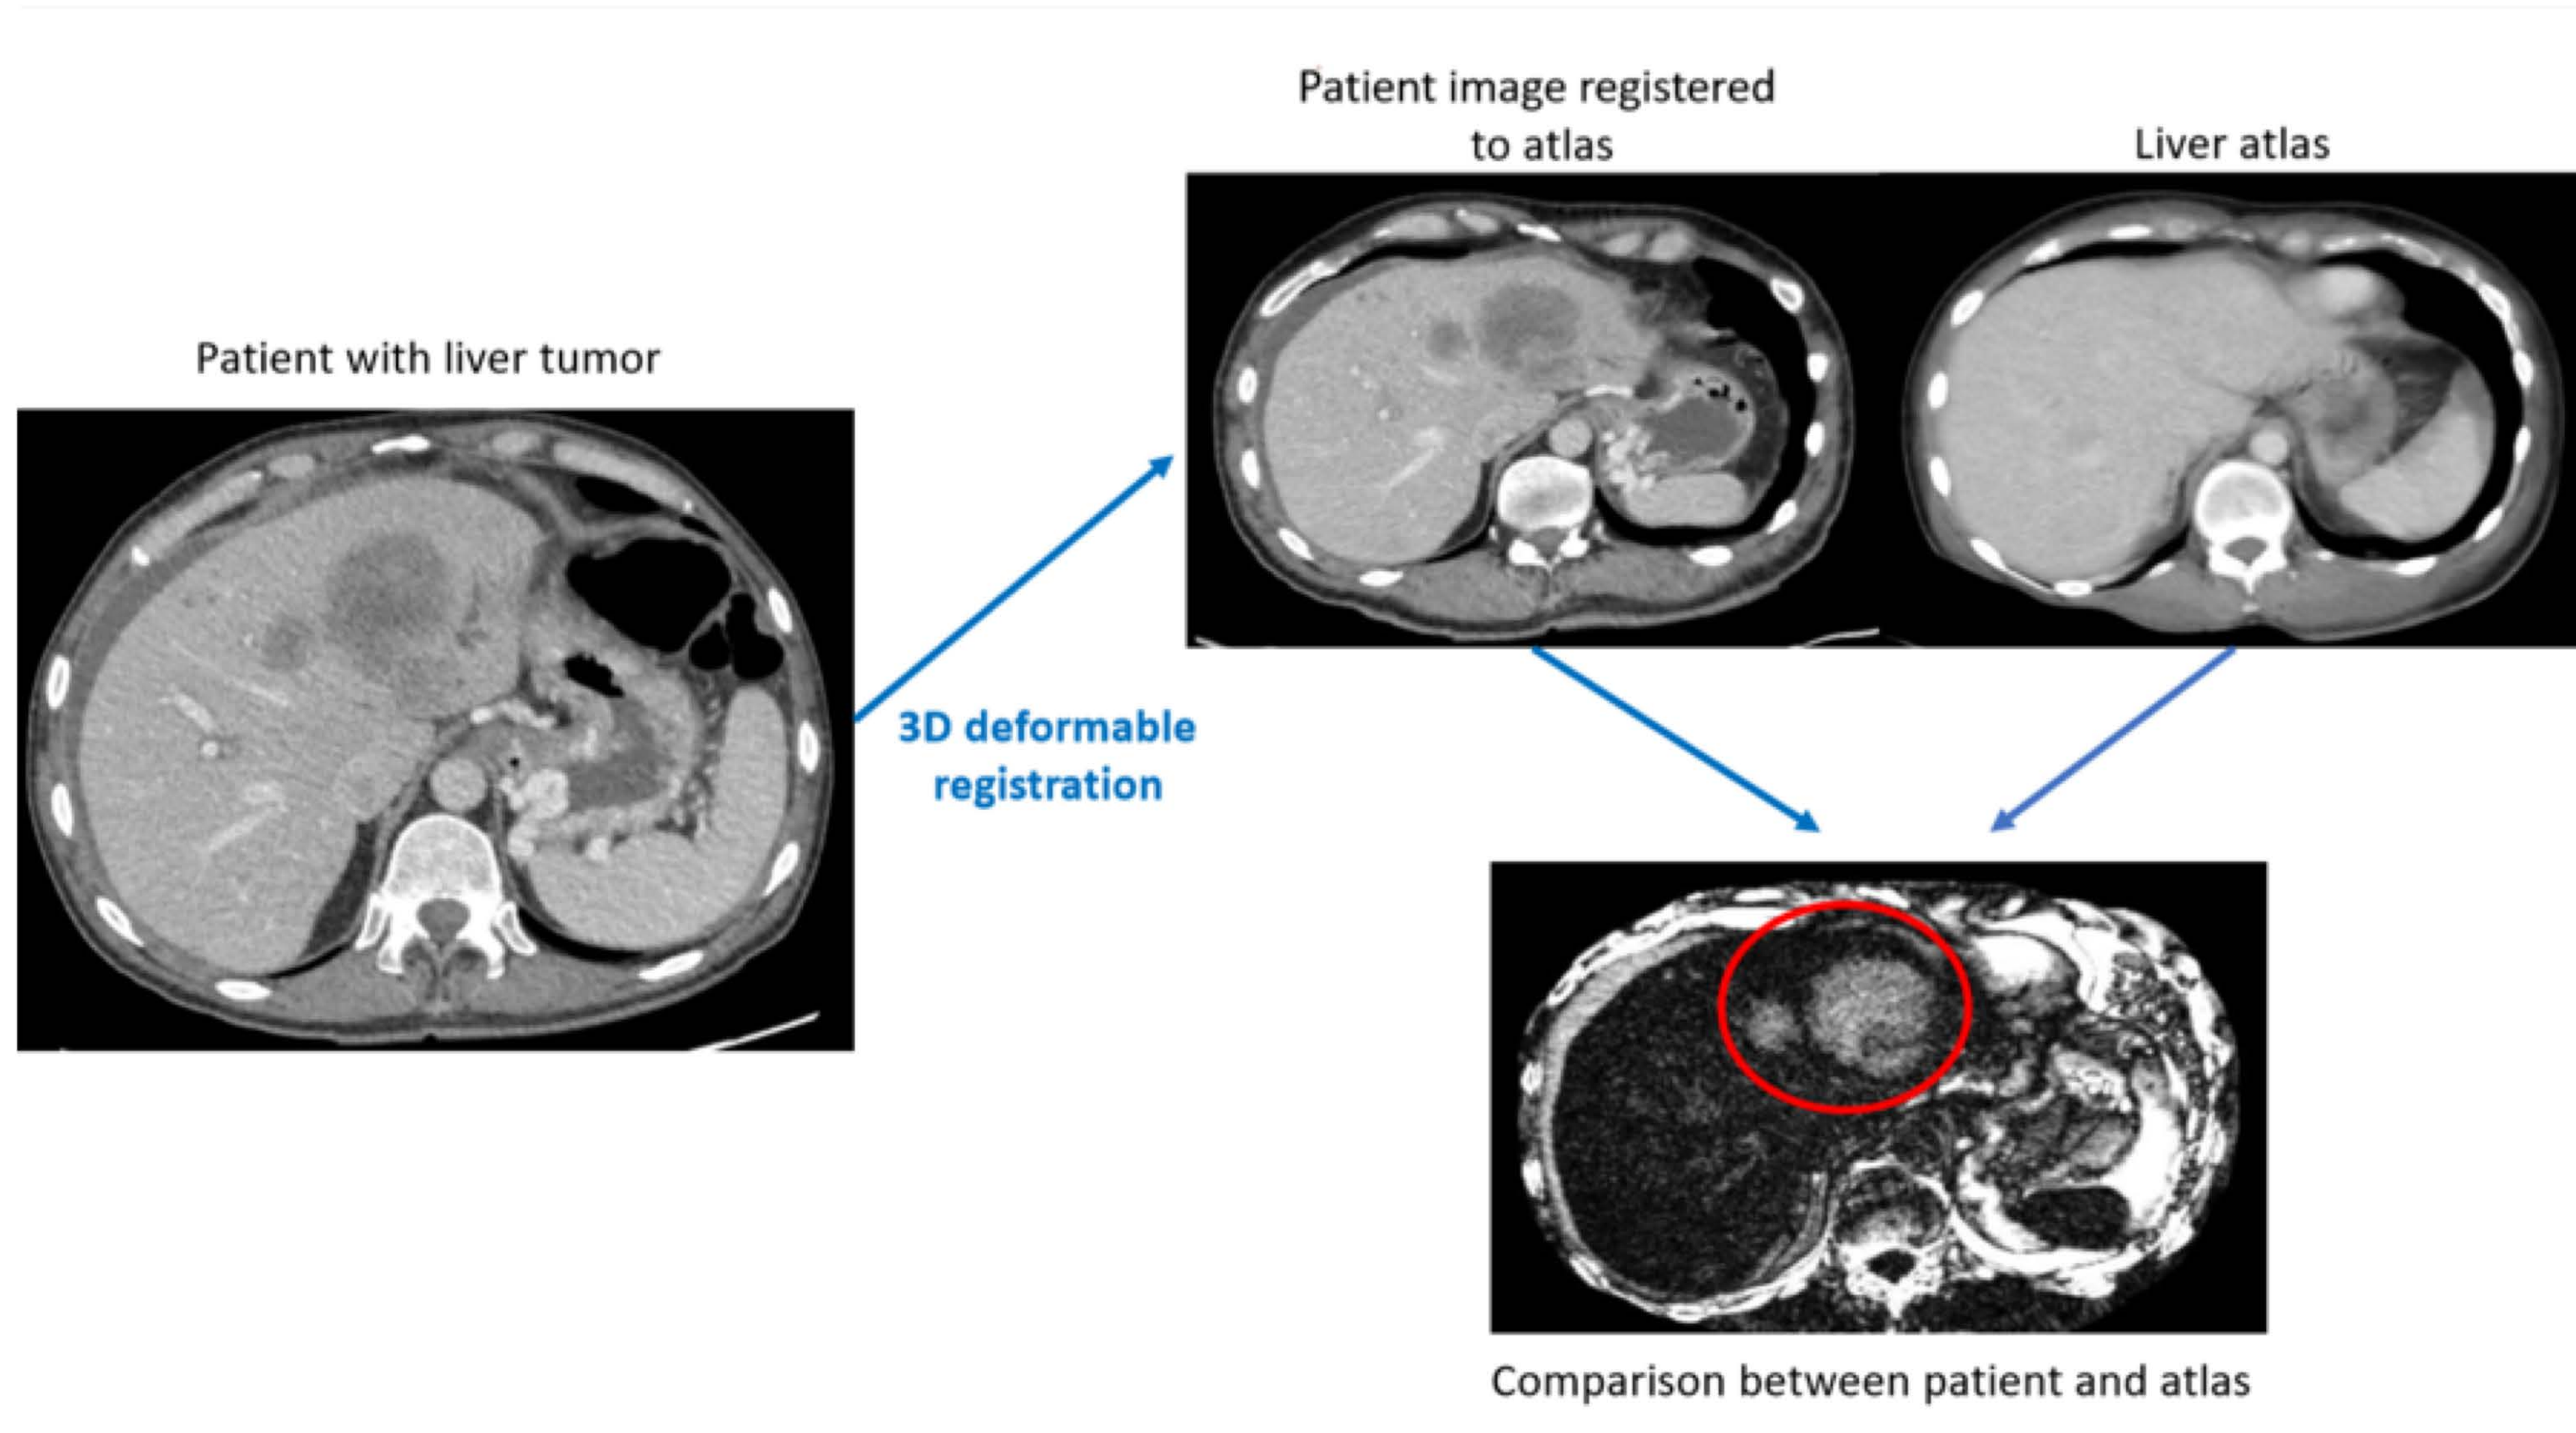 Patient with liver tumor
3D deformable
registration
Patient image registered
to atlas
Liver atlas
Comparison between patient and atlas